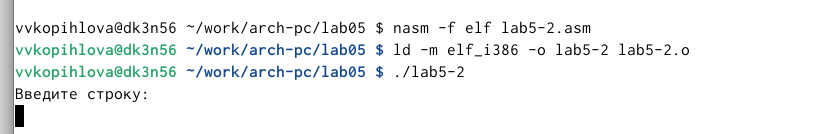 vvkopihlova@dk3n56 ~/work/arch-pc/lab05 $ nasm -f elf lab5-2.asm
vvkopihlova@dk3n56 ~/work/arch-pc/lab05 $ ld -m elf_i386 -o lab5-2 lab5-2.o
vvkopihlova@dk3n56 ~/work/arch-pc/lab05 $ ./lab5-2
Введите строку: